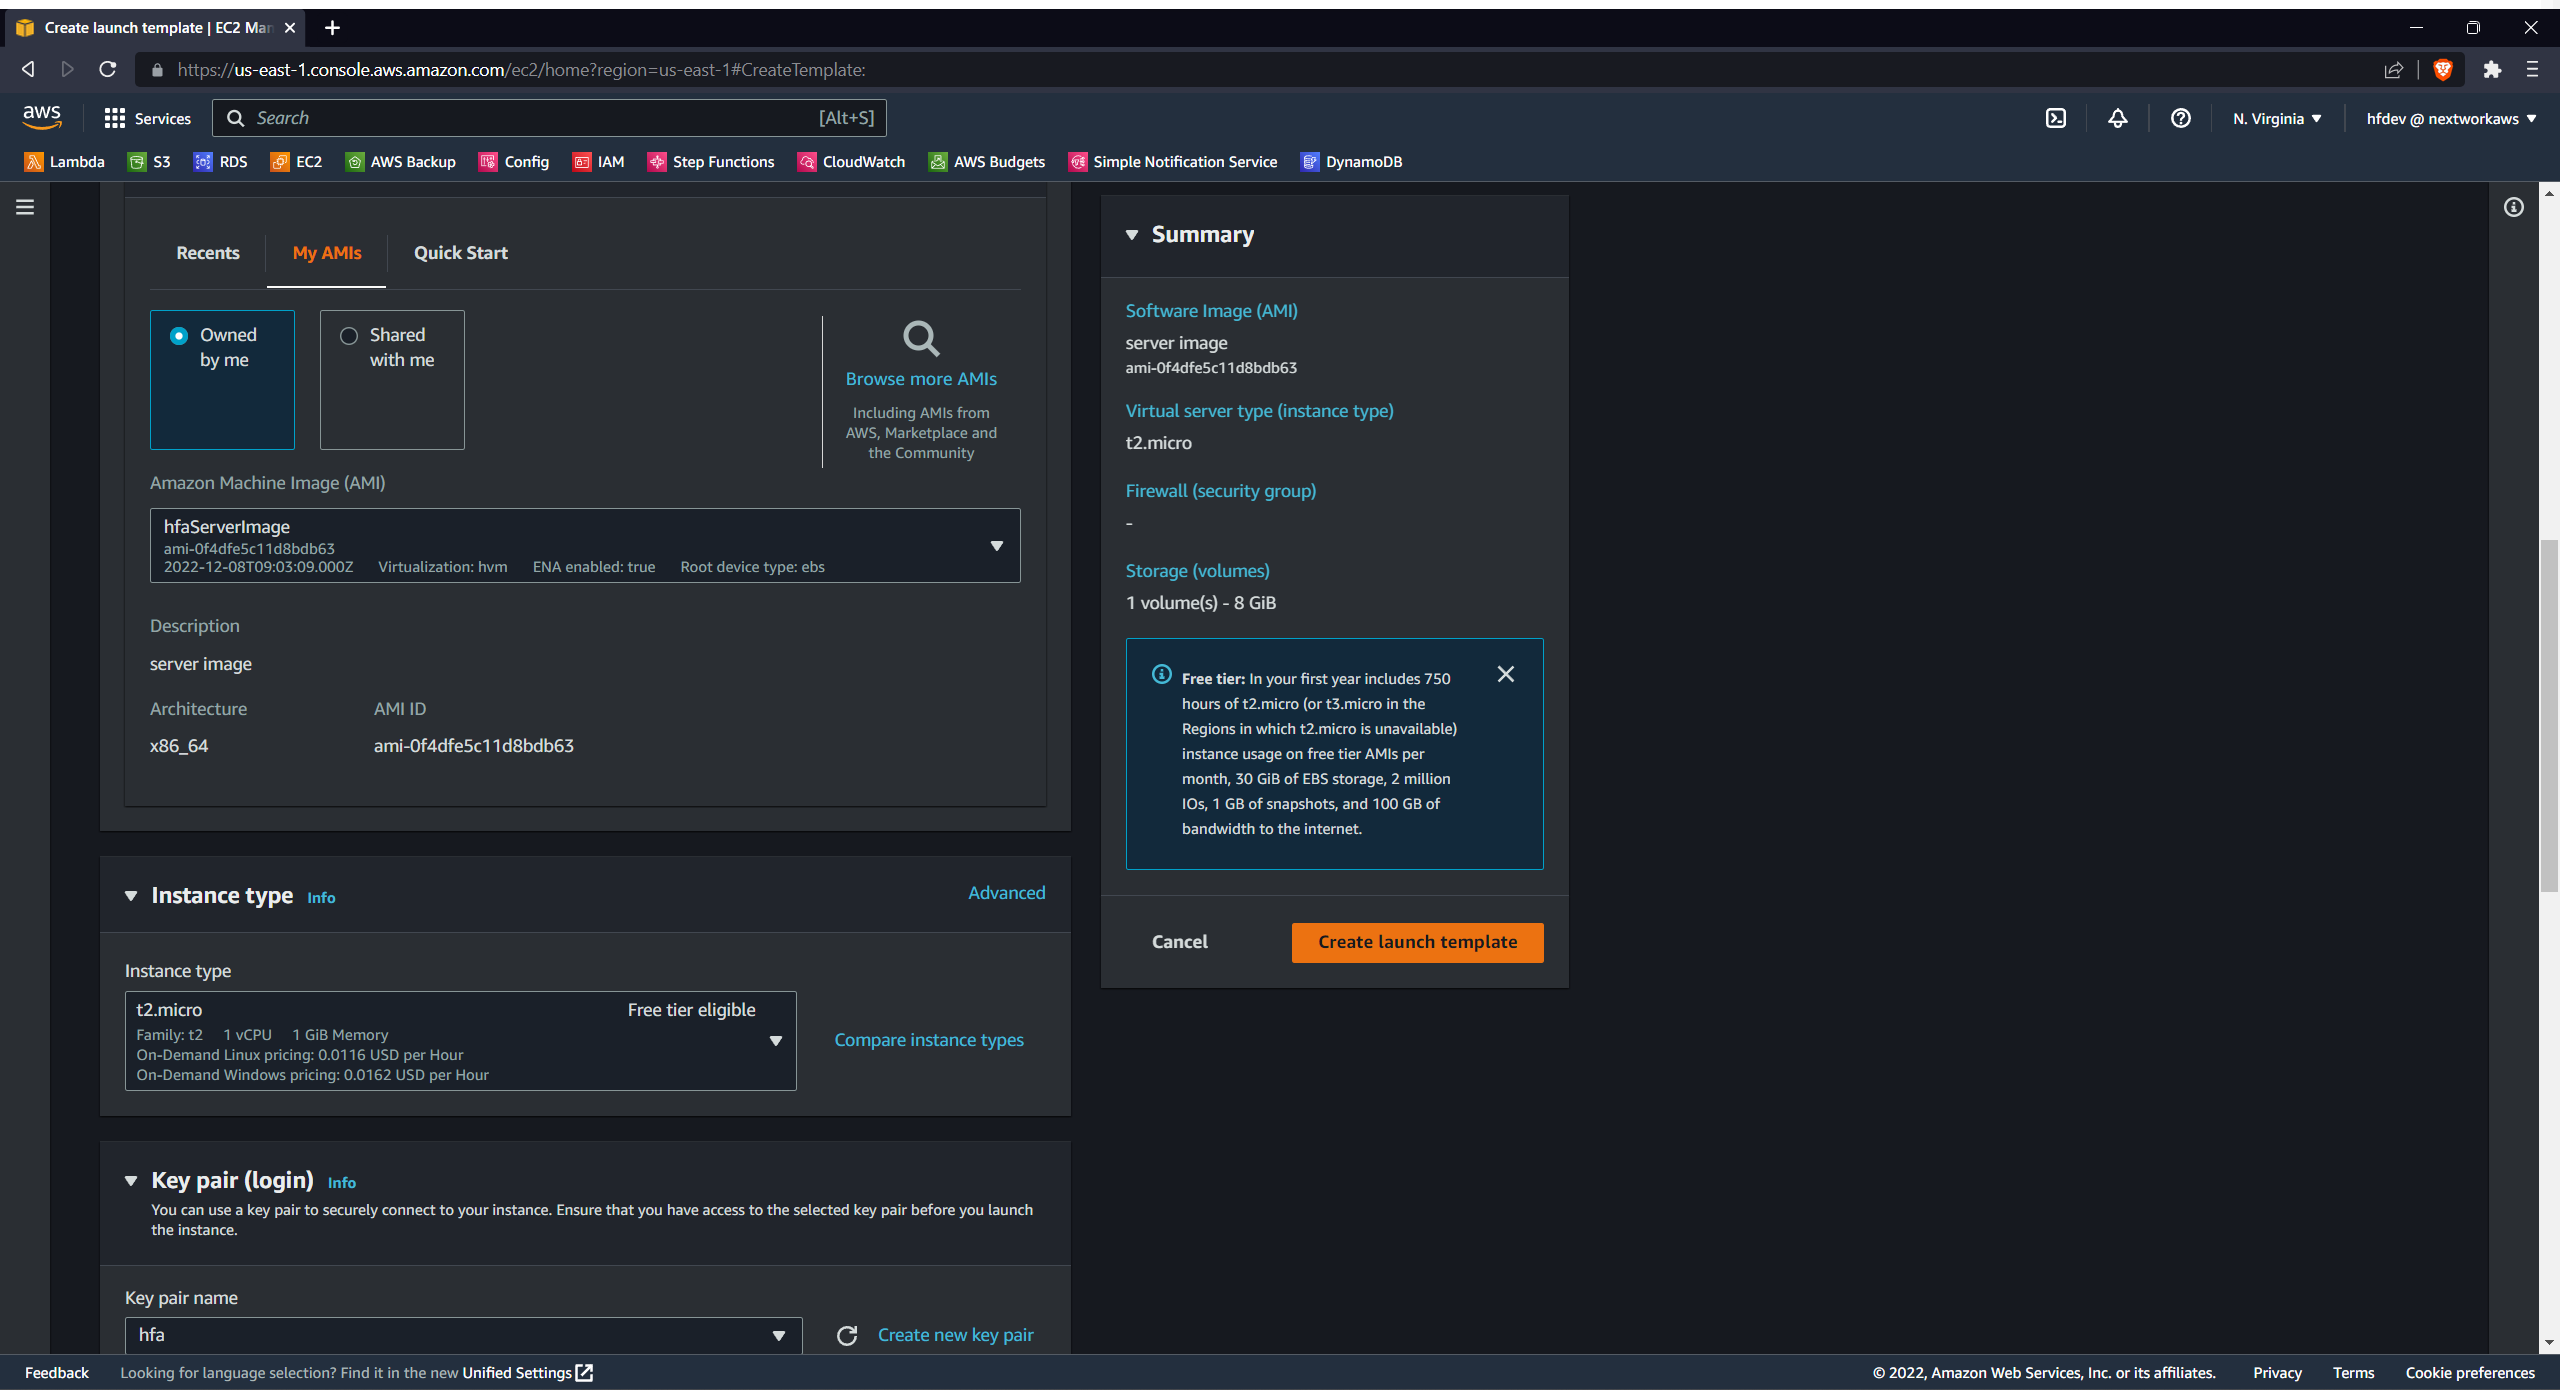 Create launch template | EC2 Man
https://us-east-1.console.aws.amazon.com/ec2/home?region=us-east-1#CreateTemplate:
aws
Services
Search
[Alt+S]
N. Virginia
hfdev @ nextworkaws
Lambda
S3
RDS
EC2
AWS Backup
Config
IAM
Step Functions
CloudWatch
AWS Budgets
Simple Notification Service
DynamoDB
Recents
My AMIs
Quick Start
Owned
by me
Shared
with me
Browse more AMIs
Including AMIs from
AWS, Marketplace and
the Community
Amazon Machine Image (AMI)
hfaServerImage
ami-0f4dfe5c11d8bdb63
2022-12-08T09:03:09.000Z Virtualization: hvm ENA enabled: true Root device type: ebs
Description
server image
Architecture
AMI ID
x86_64
ami-0f4dfe5c11d8bdb63
Instance type Info
Advanced
Instance type
t2.micro
Free tier eligible
Family: t2 1 vCPU 1 GiB Memory
On-Demand Linux pricing: 0.0116 USD per Hour
On-Demand Windows pricing: 0.0162 USD per Hour
Compare instance types
Key pair (login) Info
You can use a key pair to securely connect to your instance. Ensure that you have access to the selected key pair before you launch
the instance.
Key pair name
hfa
Create new key pair
Summary
Software Image (AMI)
server image
ami-0f4dfe5c11d8bdb63
Virtual server type (instance type)
t2.micro
Firewall (security group)
-
Storage (volumes)
1 volume(s) - 8 GiB
Free tier: In your first year includes 750
hours of t2.micro (or t3.micro in the
Regions in which t2.micro is unavailable)
instance usage on free tier AMIs per
month, 30 GiB of EBS storage, 2 million
IOs, 1 GB of snapshots, and 100 GB of
bandwidth to the internet.
Cancel
Create launch template
Feedback
Looking for language selection? Find it in the new Unified Settings
© 2022, Amazon Web Services, Inc. or its affiliates.
Privacy
Terms
Cookie preferences